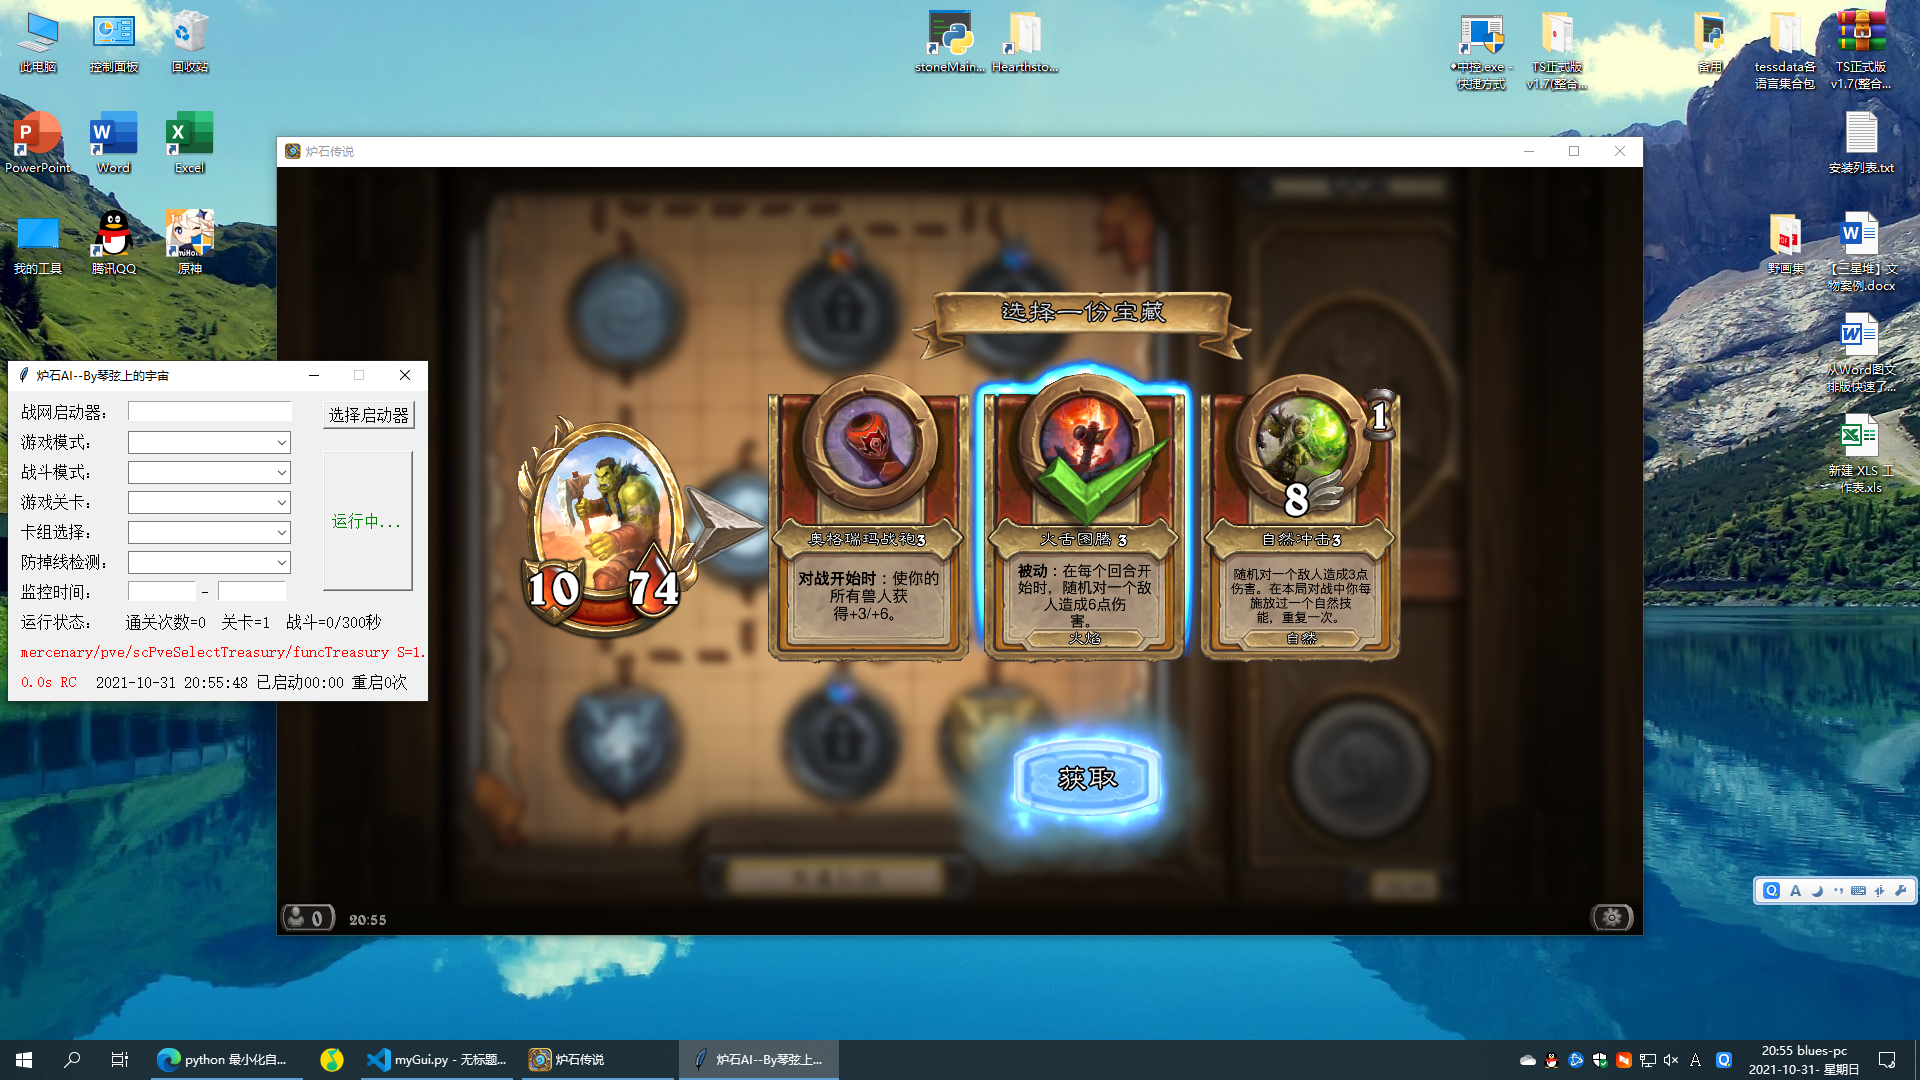 此电脑
控制面板
回收站
stoneMain...
Hearthsto...
中控.exe -
快捷方式
TS正式版
v1.7(整合...
备用
tessdata各
语言集合包
TS正式版
v1.7(整合...
PowerPoint
Word
Excel
安装列表.txt
我的工具
腾讯QQ
原神
野画集
【三星堆】文
物案例.docx
从Word图文
排版快速了...
新建 XLS 工
作表.xls
炉石传说
选择一份宝藏
10
74
奥格瑞玛战袍3
对战开始时：使你的
所有兽人获
得+3/+6。
火舌图腾 3
被动：在每个回合开
始时，随机对一个敌
人造成6点伤
害。
火焰
1
8
自然冲击3
随机对一个敌人造成3点
伤害。在本局对战中你每
施放过一个自然技
能，重复一次。
自然
获取
0
20:55
炉石AI--By琴弦上的宇宙
战网启动器：
选择启动器
游戏模式：
战斗模式：
游戏关卡：
卡组选择：
运行中...
防掉线检测：
监控时间：
-
运行状态： 通关次数=0 关卡=1 战斗=0/300秒
mercenary/pve/scPveSelectTreasury/funcTreasury S=1.
0.0s RC 2021-10-31 20:55:48 已启动00:00 重启0次
python 最小化自...
myGui.py - 无标题...
炉石传说
炉石AI--By琴弦上...
20:55 blues-pc
2021-10-31- 星期日